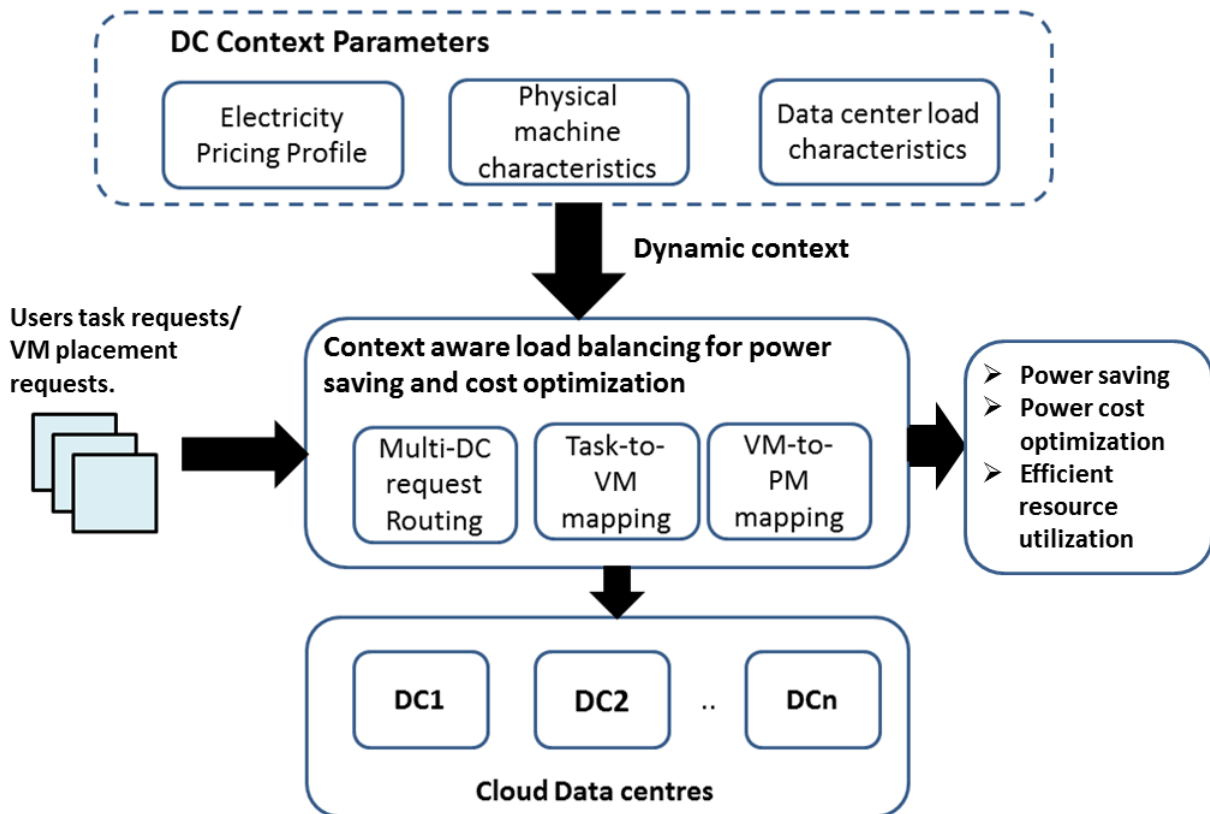 DC Context Parameters
Electricity
Pricing Profile
Physical
machine
characteristics
Data center load
characteristics
Dynamic context
Users task requests/
VM placement
requests.
Context aware load balancing for power
saving and cost optimization
Multi-DC
request
Routing
Task-to-
VM
mapping
VM-to-
PM
mapping
➢ Power saving
➢ Power cost
optimization
➢ Efficient
resource
utilization
DC1
DC2
..
DCn
Cloud Data centres